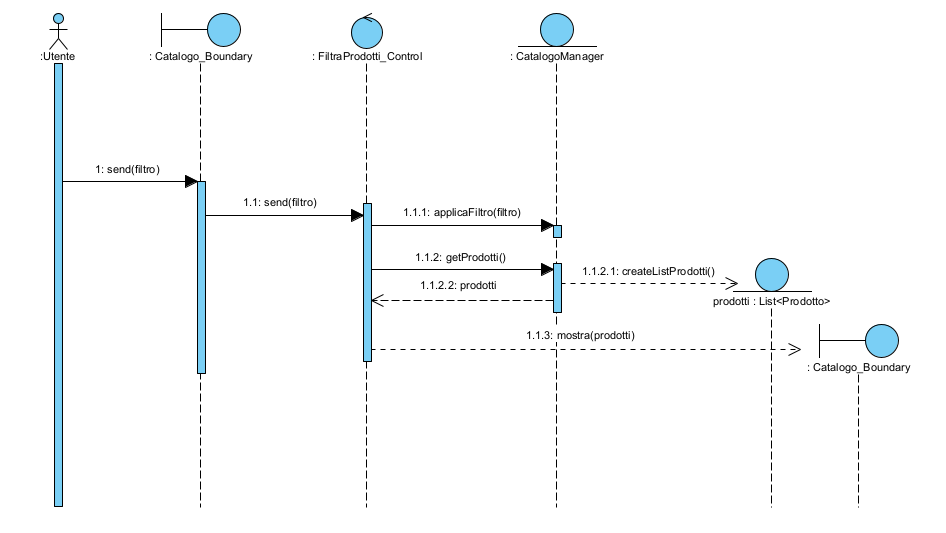 :Utente
: Catalogo_Boundary
: FiltraProdotti_Control
: CatalogoManager
1: send(filtro)
1.1: send(filtro)
1.1.1: applicaFiltro(filtro)
1.1.2: getProdotti()
1.1.2.1: createListProdotti()
1.1.2.2: prodotti
prodotti : List<Prodotto>
1.1.3: mostra(prodotti)
: Catalogo_Boundary